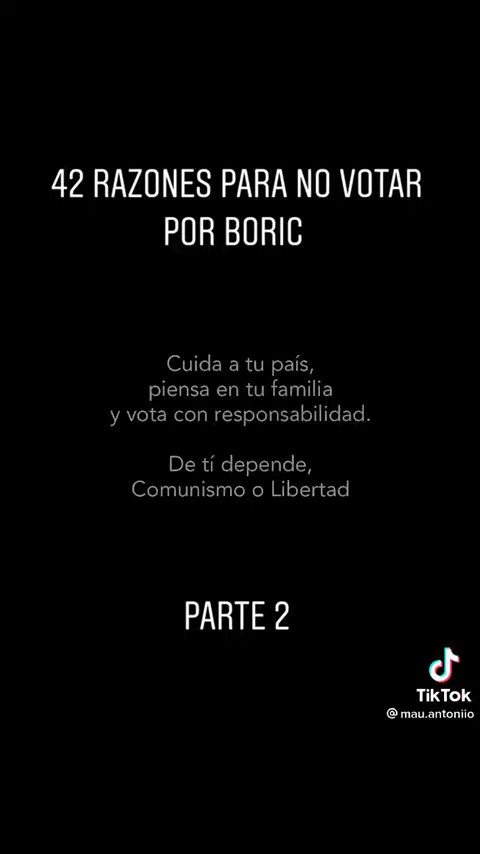 42 RAZONES PARA NO VOTAR
POR BORIC
Cuida a tu país,
piensa en tu familia
y vota con responsabilidad.
De tí depende,
Comunismo o Libertad
PARTE 2
TikTok
@mau.antoniio